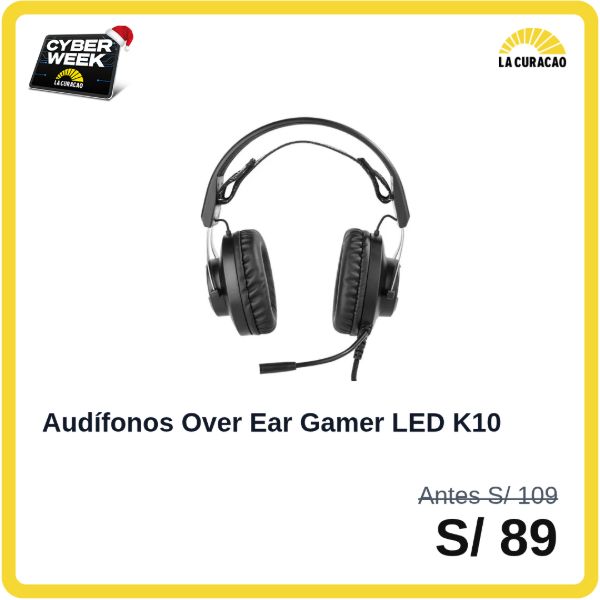 CYBER
WEEK
LA CURACAO
LA CURACAO
Audífonos Over Ear Gamer LED K10
Antes S/ 109
S/ 89